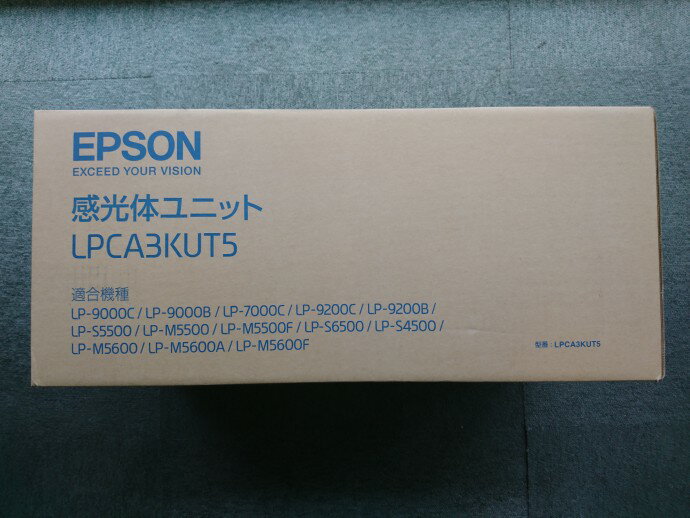 EPSON
EXCEED YOUR VISION
感光体ユニット
LPCA3KUT5
適合機種
LP-9000C / LP-9000B / LP-7000C / LP-9200C / LP-9200B /
LP-S5500 / LP-M5500 / LP-M5500F / LP-S6500 / LP-S4500 /
LP-M5600 / LP-M5600A / LP-M5600F
型番：LPCA3KUT5